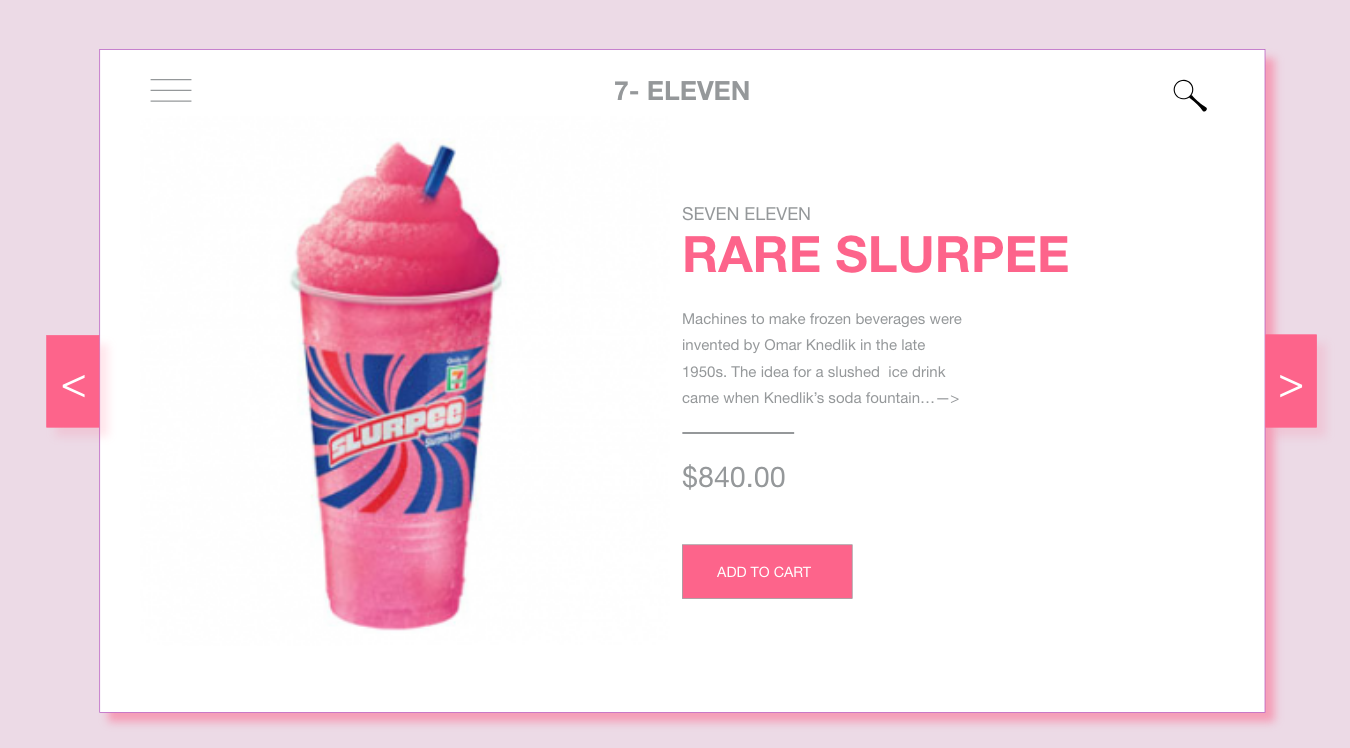 7- ELEVEN
SEVEN ELEVEN
RARE SLURPEE
Machines to make frozen beverages were
invented by Omar Knedlik in the late
1950s. The idea for a slushed  ice drink
came when Knedlik’s soda fountain…—>
$840.00
ADD TO CART
<
>
7
SLURPEE